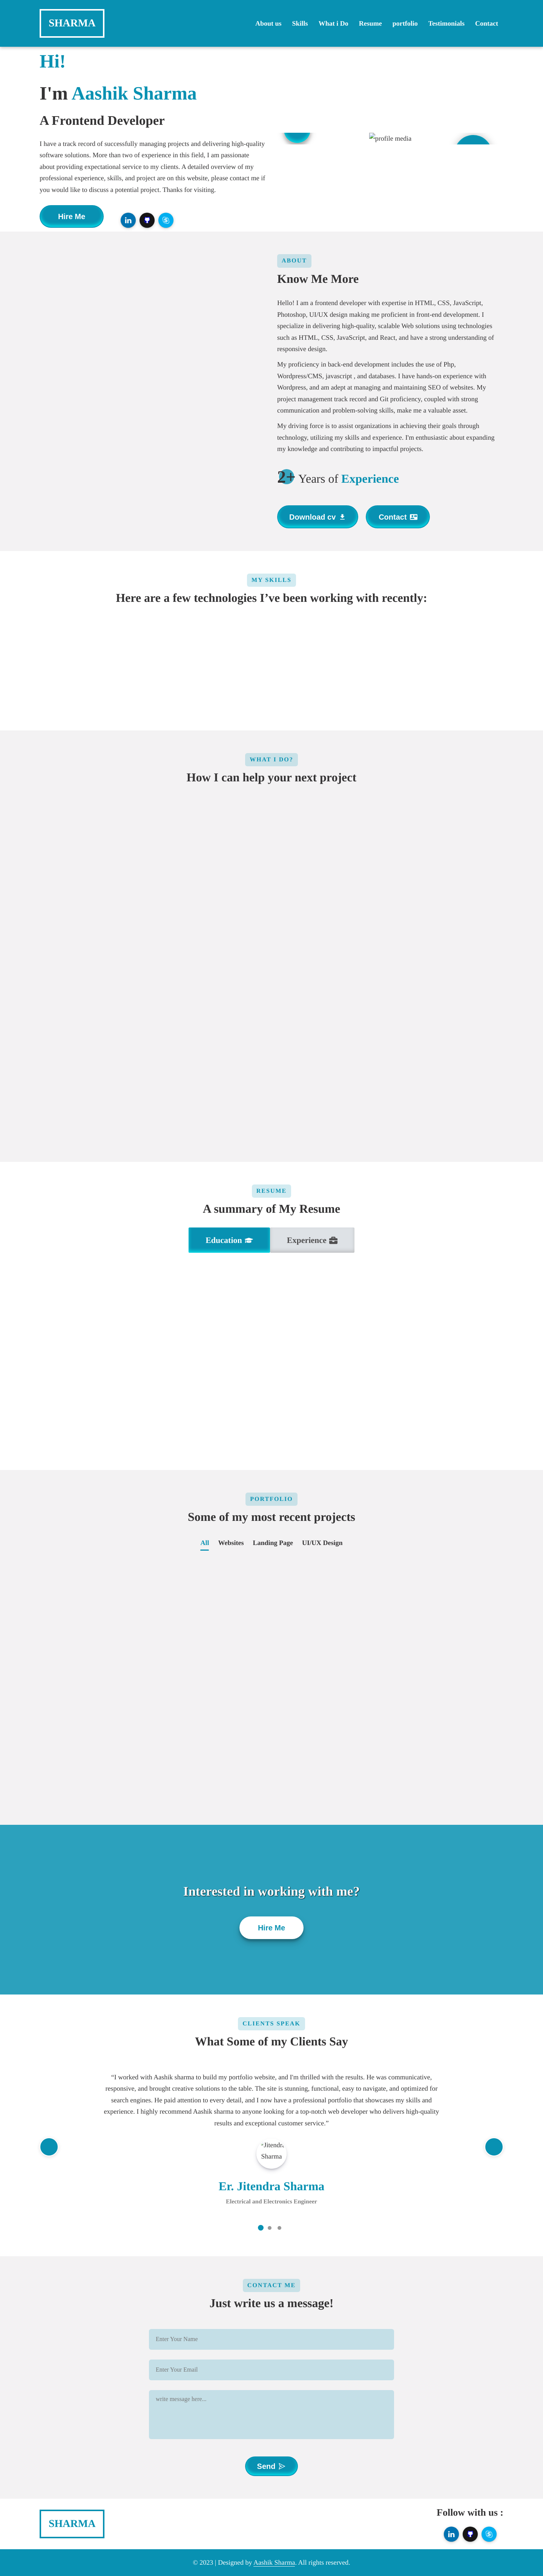 SHARMA
About us Skills What i Do Resume portfolio Testimonials Contact
Hi!
I'm Aashik Sharma
A Frontend Developer
I have a track record of successfully managing projects and delivering high-quality
software solutions. More than two of experience in this field, I am passionate
about providing expectational service to my clients. A detailed overview of my
professional experience, skills, and project are on this website, please contact me if
you would like to discuss a potential project. Thanks for visiting.
profile media
Hire Me
ABOUT
Know Me More
Hello! I am a frontend developer with expertise in HTML, CSS, JavaScript,
Photoshop, UI/UX design making me proficient in front-end development. I
specialize in delivering high-quality, scalable Web solutions using technologies
such as HTML, CSS, JavaScript, and React, and have a strong understanding of
responsive design.
My proficiency in back-end development includes the use of Php,
Wordpress/CMS, javascript , and databases. I have hands-on experience with
Wordpress, and am adept at managing and maintaining SEO of websites. My
project management track record and Git proficiency, coupled with strong
communication and problem-solving skills, make me a valuable asset.
My driving force is to assist organizations in achieving their goals through
technology, utilizing my skills and experience. I'm enthusiastic about expanding
my knowledge and contributing to impactful projects.
2+ Years of Experience
Download cv
Contact
MY SKILLS
Here are a few technologies I’ve been working with recently:
WHAT I DO?
How I can help your next project
RESUME
A summary of My Resume
Education
Experience
PORTFOLIO
Some of my most recent projects
All Websites Landing Page UI/UX Design
Interested in working with me?
Hire Me
CLIENTS SPEAK
What Some of my Clients Say
“I worked with Aashik sharma to build my portfolio website, and I'm thrilled with the results. He was communicative,
responsive, and brought creative solutions to the table. The site is stunning, functional, easy to navigate, and optimized for
search engines. He paid attention to every detail, and I now have a professional portfolio that showcases my skills and
experience. I highly recommend Aashik sharma to anyone looking for a top-notch web developer who delivers high-quality
results and exceptional customer service.”
Jitendra
Sharma
Er. Jitendra Sharma
Electrical and Electronics Engineer
CONTACT ME
Just write us a message!
Enter Your Name
Enter Your Email
write message here...
Send
SHARMA
Follow with us :
© 2023 | Designed by Aashik Sharma. All rights reserved.